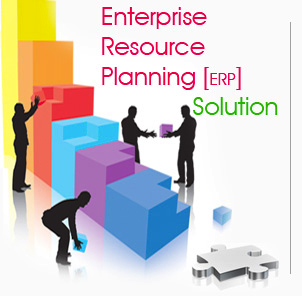 Enterprise
Resource
Planning [ERP]
Solution